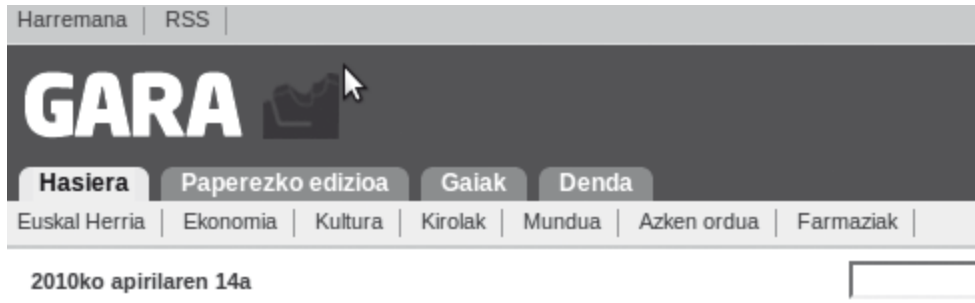 Harremana RSS
GARA
Hasiera Paperezko edizioa Gaiak Denda
Euskal Herria Ekonomia Kultura Kirolak Mundua Azken ordua Farmaziak
2010ko apirilaren 14a